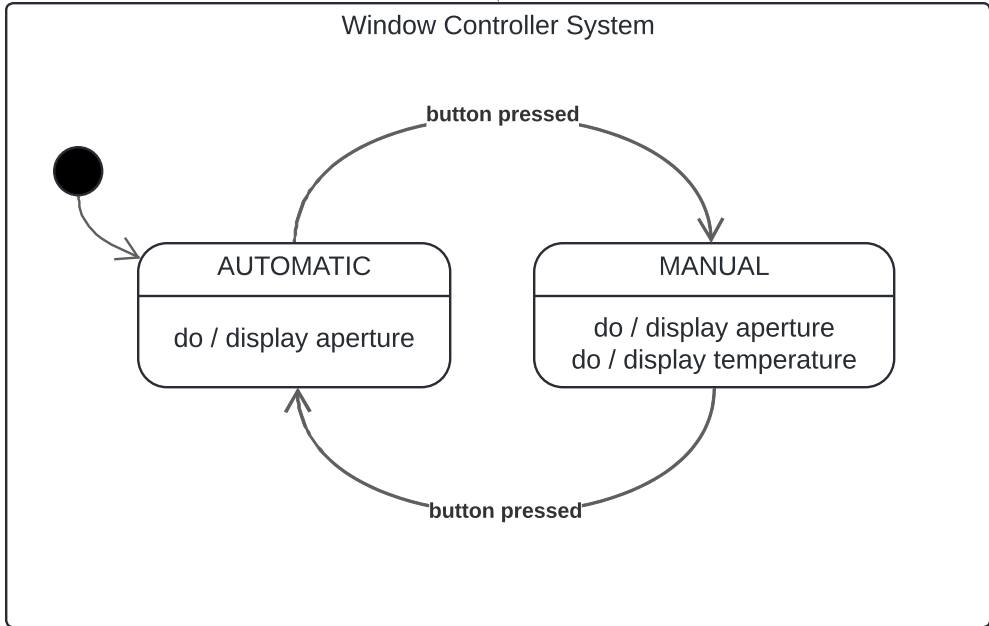 Window Controller System
button pressed
AUTOMATIC
do / display aperture
MANUAL
do / display aperture
do / display temperature
button pressed